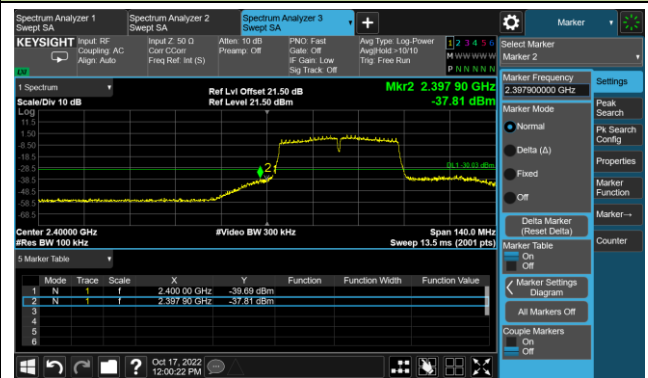 Spectrum Analyzer 1
Swept SA
Spectrum Analyzer 2
Swept SA
Spectrum Analyzer 3
Swept SA
Marker
KEYSIGHT
Input: RF
Coupling: AC
Align: Auto
Input Z: 50 Ω
Corr CCorr
Freq Ref: Int (S)
Atten: 10 dB
Preamp: Off
PNO: Fast
Gate: Off
IF Gain: Low
Sig Track: Off
Avg Type: Log-Power
Avg|Hold >10/10
Trig: Free Run
1 2 3 4 5 6
M W W W W W
P N N N N N
Select Marker
Marker 2
1 Spectrum
Scale/Div 10 dB
Log
Ref Lvl Offset 21.50 dB
Ref Level 21.50 dBm
Mkr2 2.397 90 GHz
-37.81 dBm
11.5
1.50
-8.50
-18.5
-28.5
-38.5
-48.5
-58.5
-68.5
2
1
DL1 -30.03 dBm
Center 2.40000 GHz
#Res BW 100 kHz
#Video BW 300 kHz
Span 140.0 MHz
Sweep 13.5 ms (2001 pts)
5 Marker Table
Mode Trace Scale X Y Function Function Width Function Value
1 N 1 f 2.400 00 GHz -39.69 dBm
2 N 1 f 2.397 90 GHz -37.81 dBm
3
4
5
6
Oct 17, 2022
12:00:22 PM
Marker Frequency
2.397900000 GHz
Marker Mode
Normal
Delta (Δ)
Fixed
Off
Delta Marker
(Reset Delta)
Marker Table
On
Off
Marker Settings
Diagram
All Markers Off
Couple Markers
On
Off
Settings
Peak
Search
Pk Search
Config
Properties
Marker
Function
Marker→
Counter